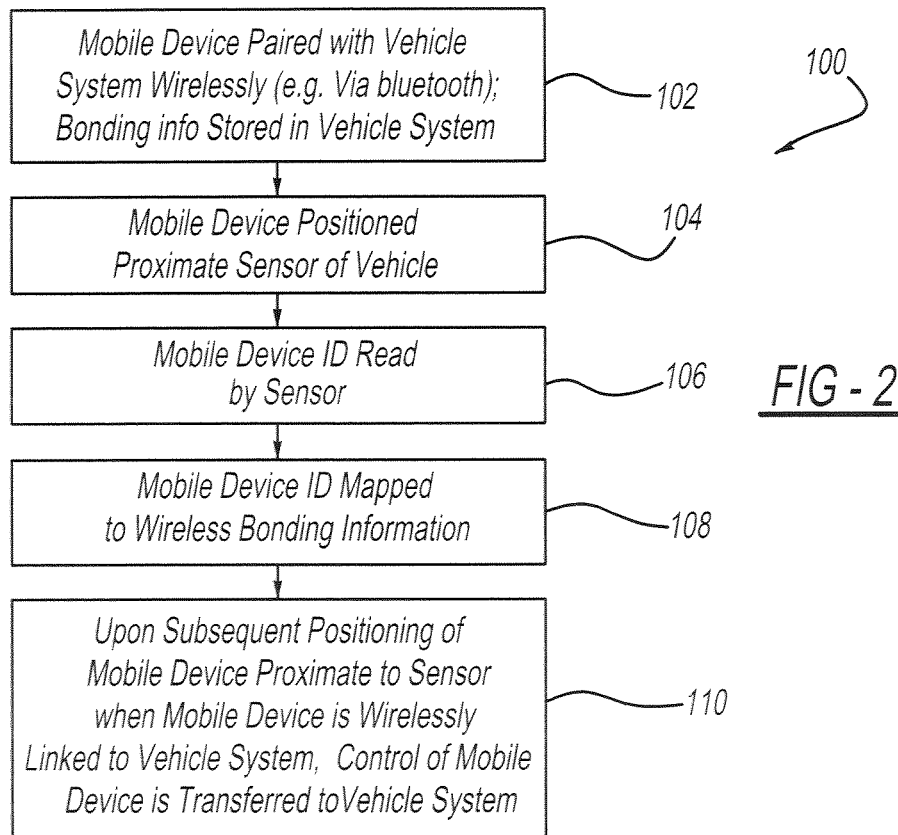 Mobile Device Paired with Vehicle
System Wirelessly (e.g. Via bluetooth);
Bonding info Stored in Vehicle System
102
100
Mobile Device Positioned
Proximate Sensor of Vehicle
104
Mobile Device ID Read
by Sensor
106
FIG - 2
Mobile Device ID Mapped
to Wireless Bonding Information
108
Upon Subsequent Positioning of
Mobile Device Proximate to Sensor
when Mobile Device is Wirelessly
Linked to Vehicle System, Control of Mobile
Device is Transferred toVehicle System
110